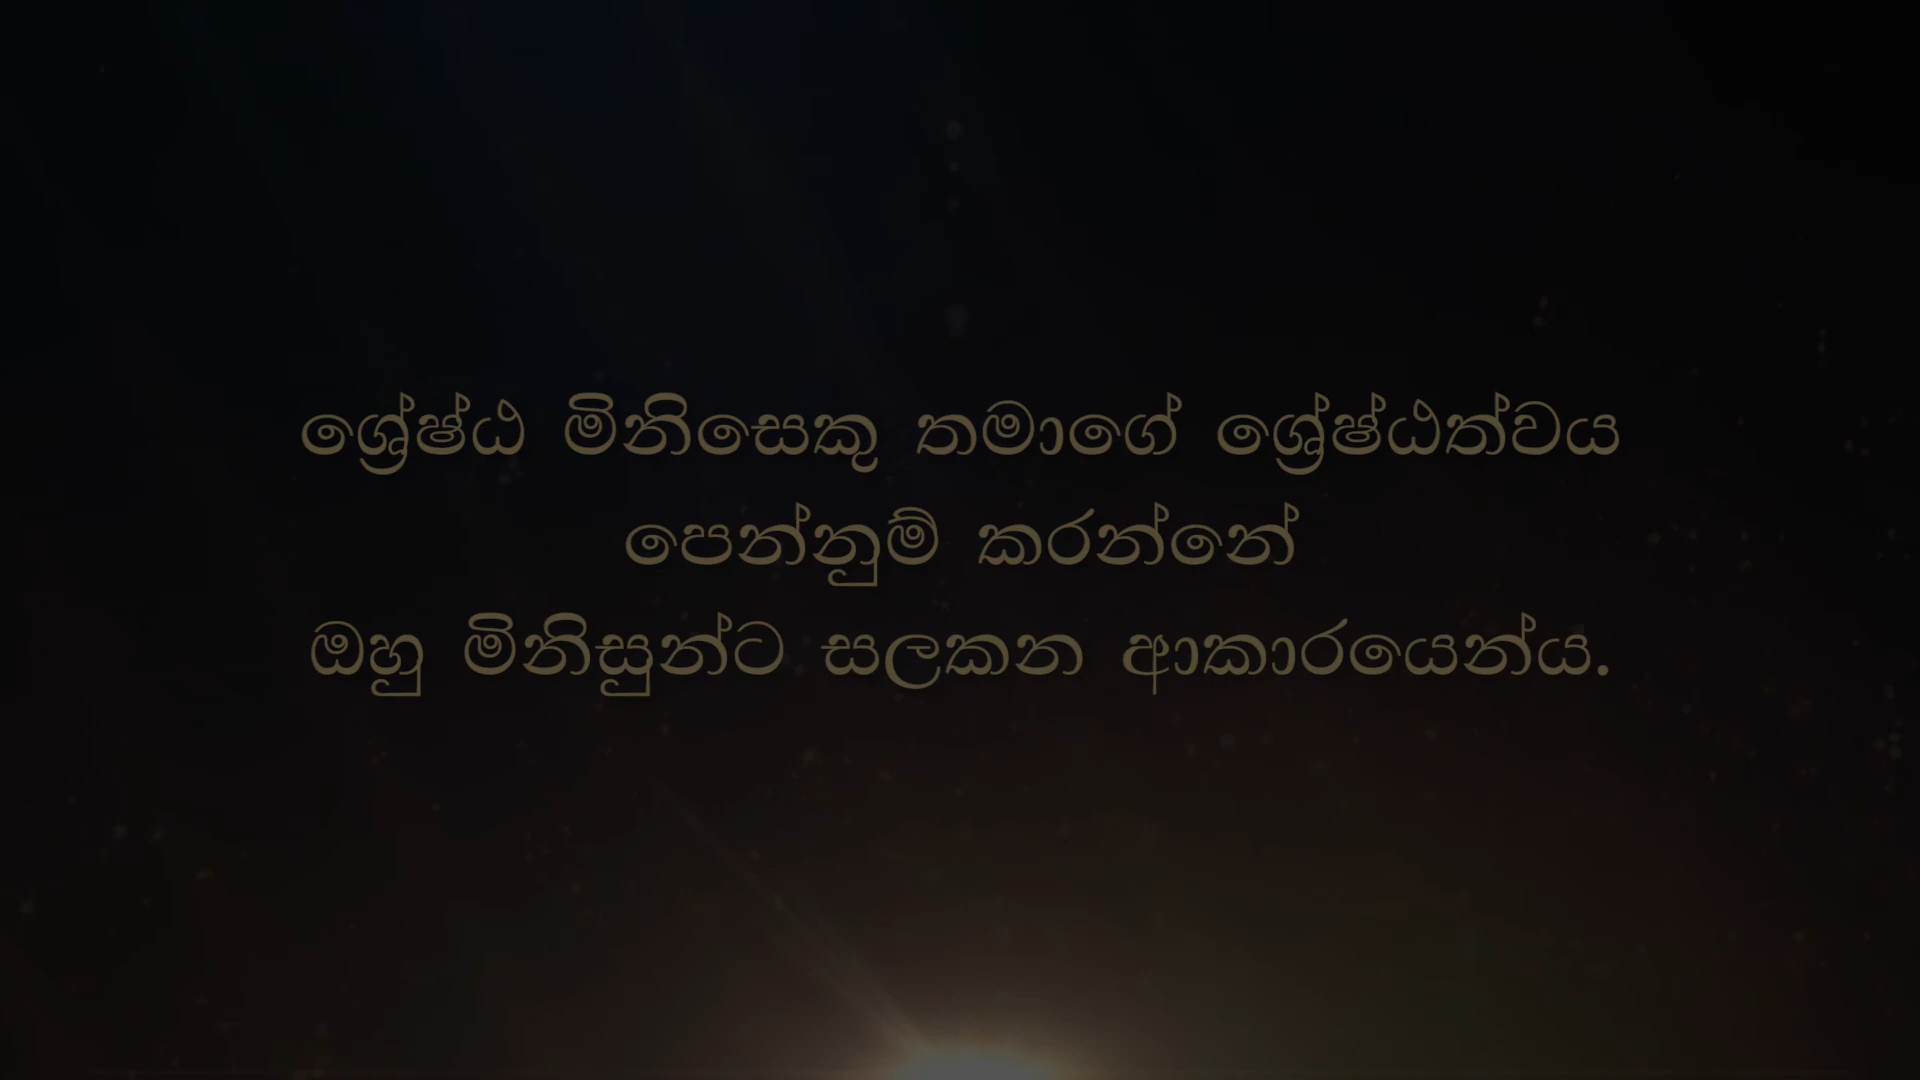 ශ්‍රේෂ්ඨ මිනිසෙකු තමාගේ ශ්‍රේෂ්ඨත්වය
පෙන්නුම් කරන්නේ
ඔහු මිනිසුන්ට සලකන ආකාරයෙන්ය.